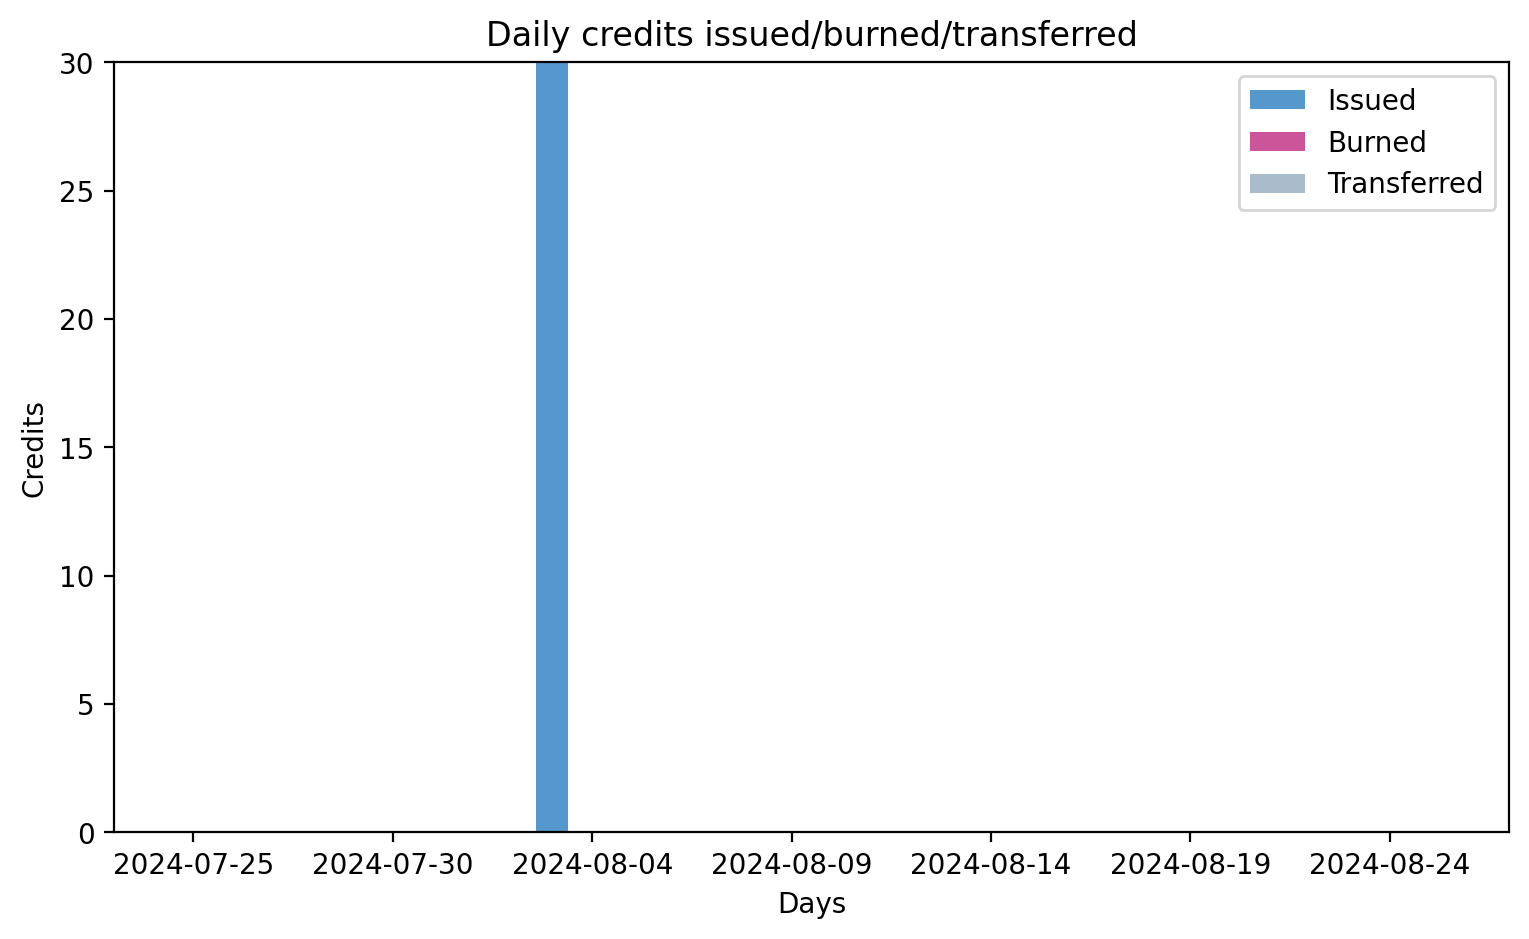 Daily credits issued/burned/transferred
30
25
20
15
10
5
0
Credits
Issued
Burned
Transferred
2024-07-25 2024-07-30 2024-08-04 2024-08-09 2024-08-14 2024-08-19 2024-08-24
Days